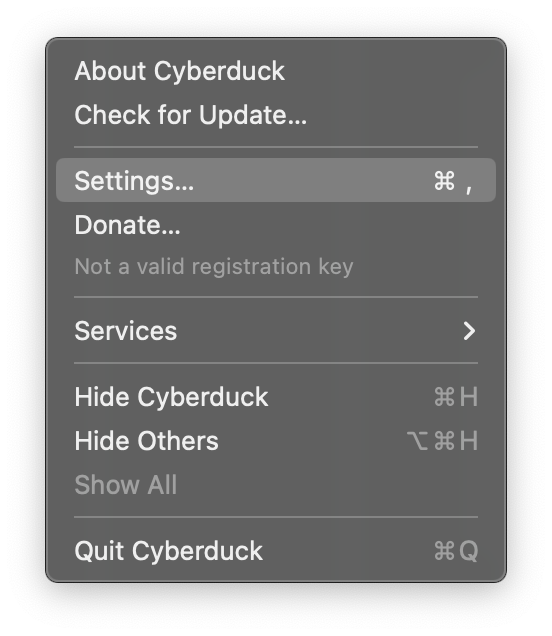 About Cyberduck
Check for Update...
Settings... ⌘ ,
Donate...
Not a valid registration key
Services
Hide Cyberduck ⌘H
Hide Others ⌥⌘H
Show All
Quit Cyberduck ⌘Q